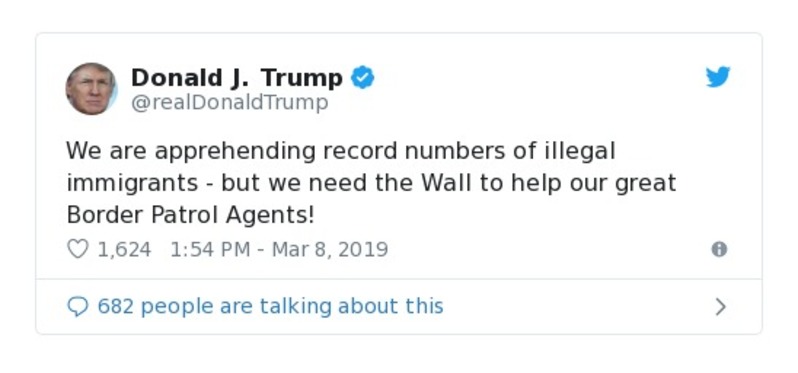 Donald J. Trump
@realDonaldTrump
We are apprehending record numbers of illegal
immigrants - but we need the Wall to help our great
Border Patrol Agents!
1,624 1:54 PM - Mar 8, 2019
682 people are talking about this